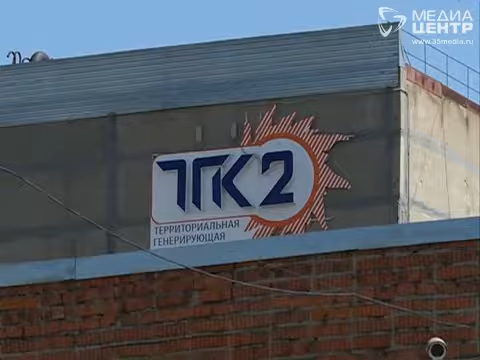 МЕДИА
ЦЕНТР
www.35media.ru
ТГК2
ТЕРРИТОРИАЛЬНАЯ
ГЕНЕРИРУЮЩАЯ